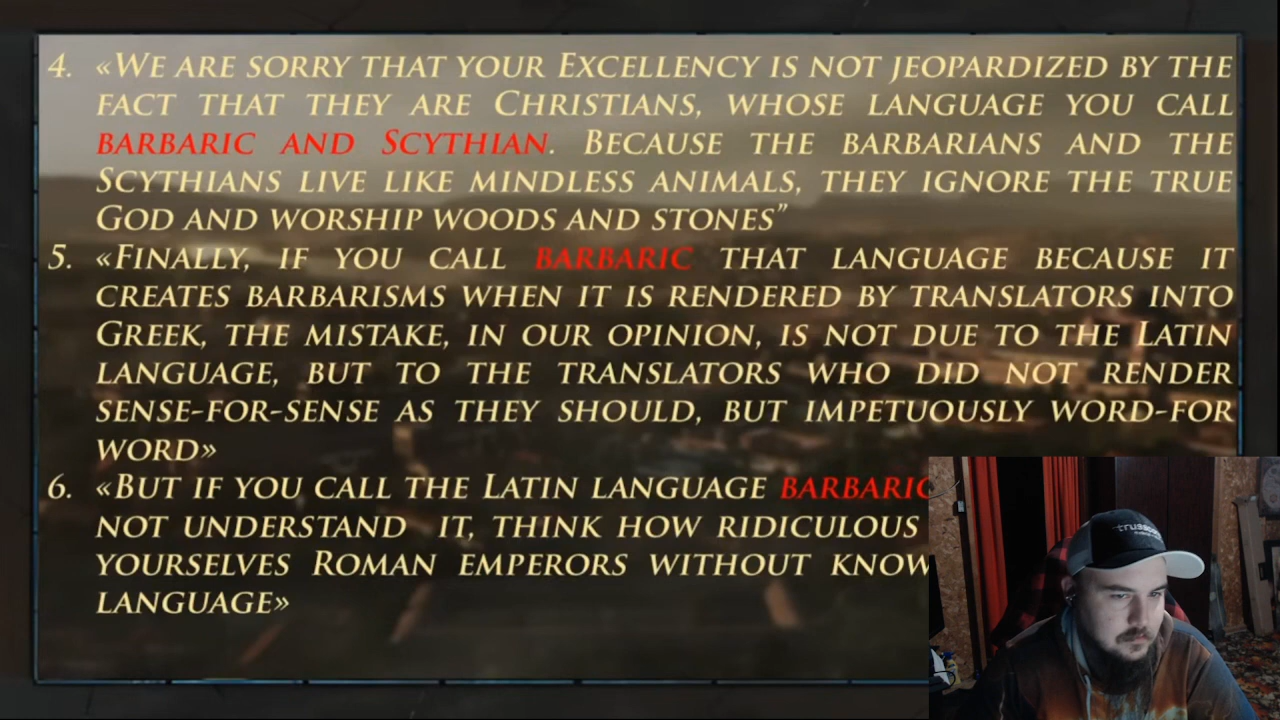 4. «WE ARE SORRY THAT YOUR EXCELLENCY IS NOT JEOPARDIZED BY THE
FACT THAT THEY ARE CHRISTIANS, WHOSE LANGUAGE YOU CALL
BARBARIC AND SCYTHIAN. BECAUSE THE BARBARIANS AND THE
SCYTHIANS LIVE LIKE MINDLESS ANIMALS, THEY IGNORE THE TRUE
GOD AND WORSHIP WOODS AND STONES”
5. «FINALLY, IF YOU CALL BARBARIC THAT LANGUAGE BECAUSE IT
CREATES BARBARISMS WHEN IT IS RENDERED BY TRANSLATORS INTO
GREEK, THE MISTAKE, IN OUR OPINION, IS NOT DUE TO THE LATIN
LANGUAGE, BUT TO THE TRANSLATORS WHO DID NOT RENDER
SENSE-FOR-SENSE AS THEY SHOULD, BUT IMPETUOUSLY WORD-FOR
WORD»
6. «BUT IF YOU CALL THE LATIN LANGUAGE BARBARIC
NOT UNDERSTAND IT, THINK HOW RIDICULOUS
YOURSELVES ROMAN EMPERORS WITHOUT KNOW
LANGUAGE»